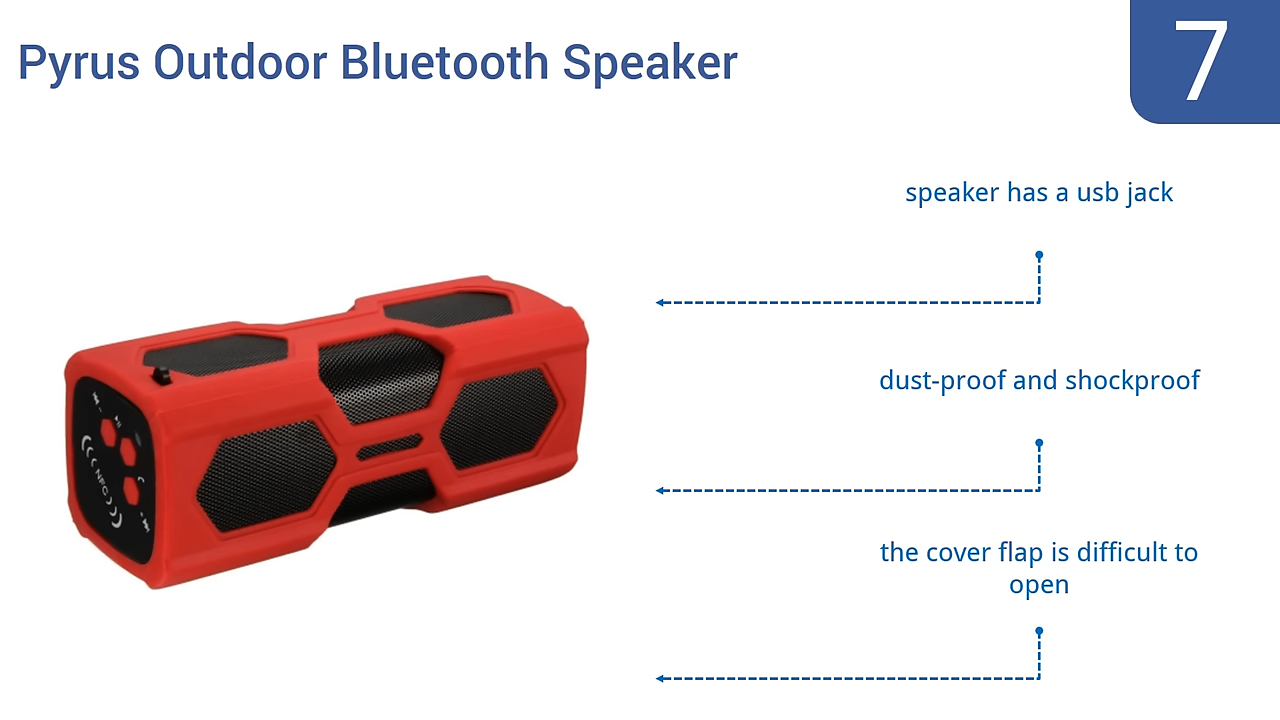 Pyrus Outdoor Bluetooth Speaker
7
speaker has a usb jack
dust-proof and shockproof
the cover flap is difficult to
open
NFC